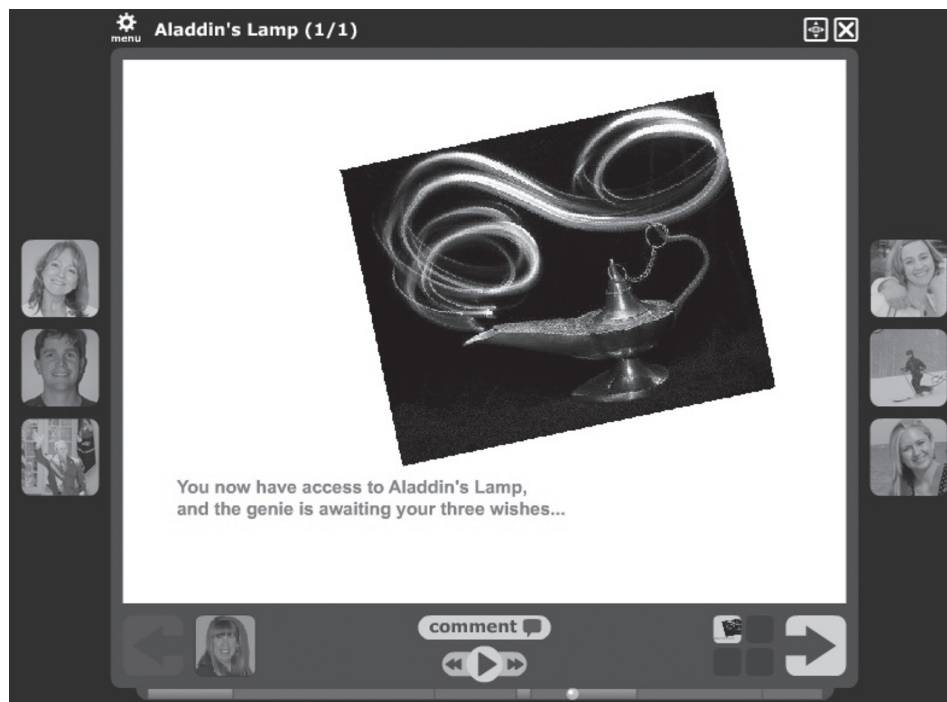 menu
Aladdin's Lamp (1/1)
You now have access to Aladdin's Lamp,
and the genie is awaiting your three wishes...
comment